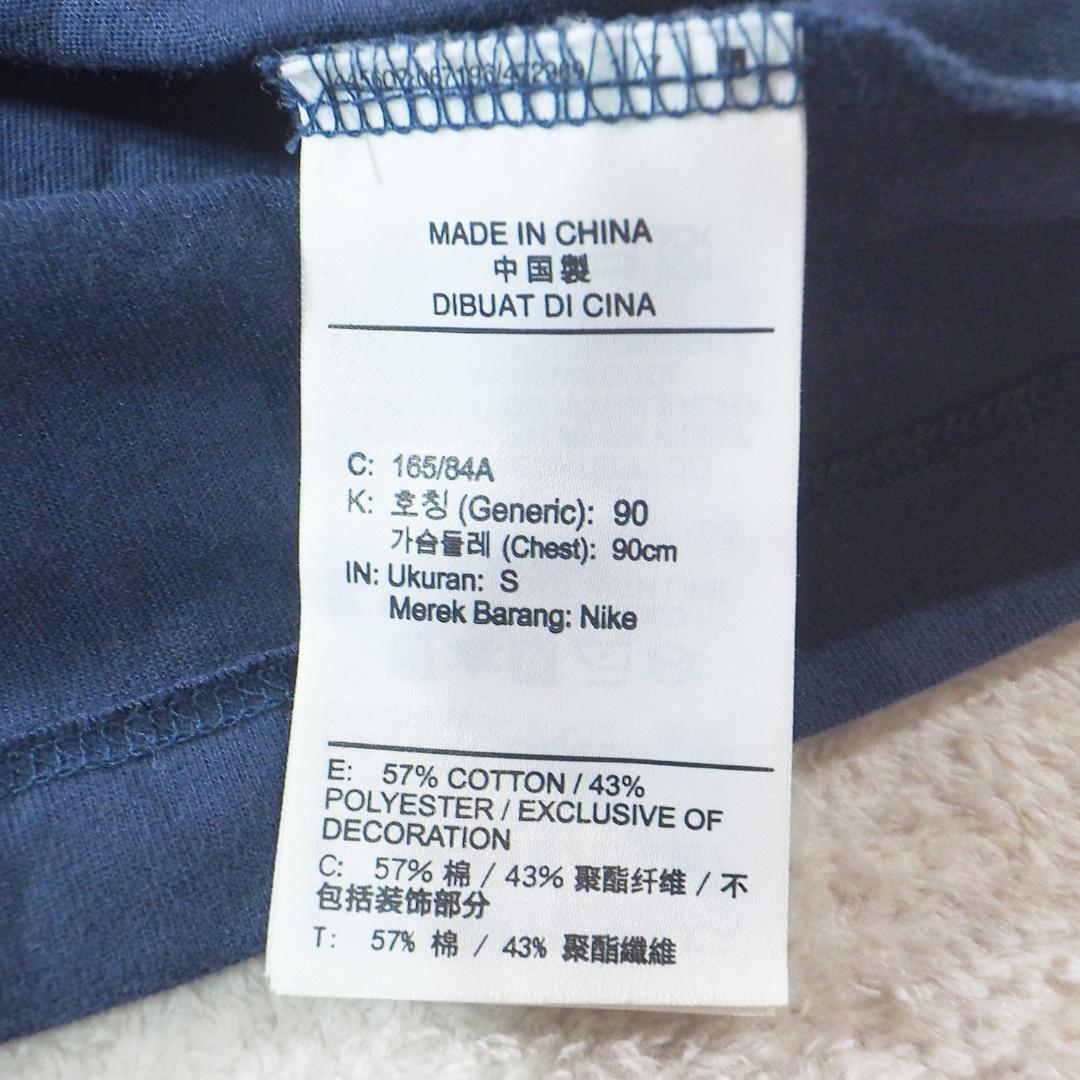 MADE IN CHINA
中国製
DIBUAT DI CINA
C: 165/84A
K: 호칭 (Generic): 90
가슴둘레 (Chest): 90cm
IN: Ukuran: S
Merek Barang: Nike
E: 57% COTTON / 43%
POLYESTER / EXCLUSIVE OF
DECORATION
C: 57% 棉 / 43% 聚酯纤维 / 不
包括装饰部分
T: 57% 棉 / 43% 聚酯纖維